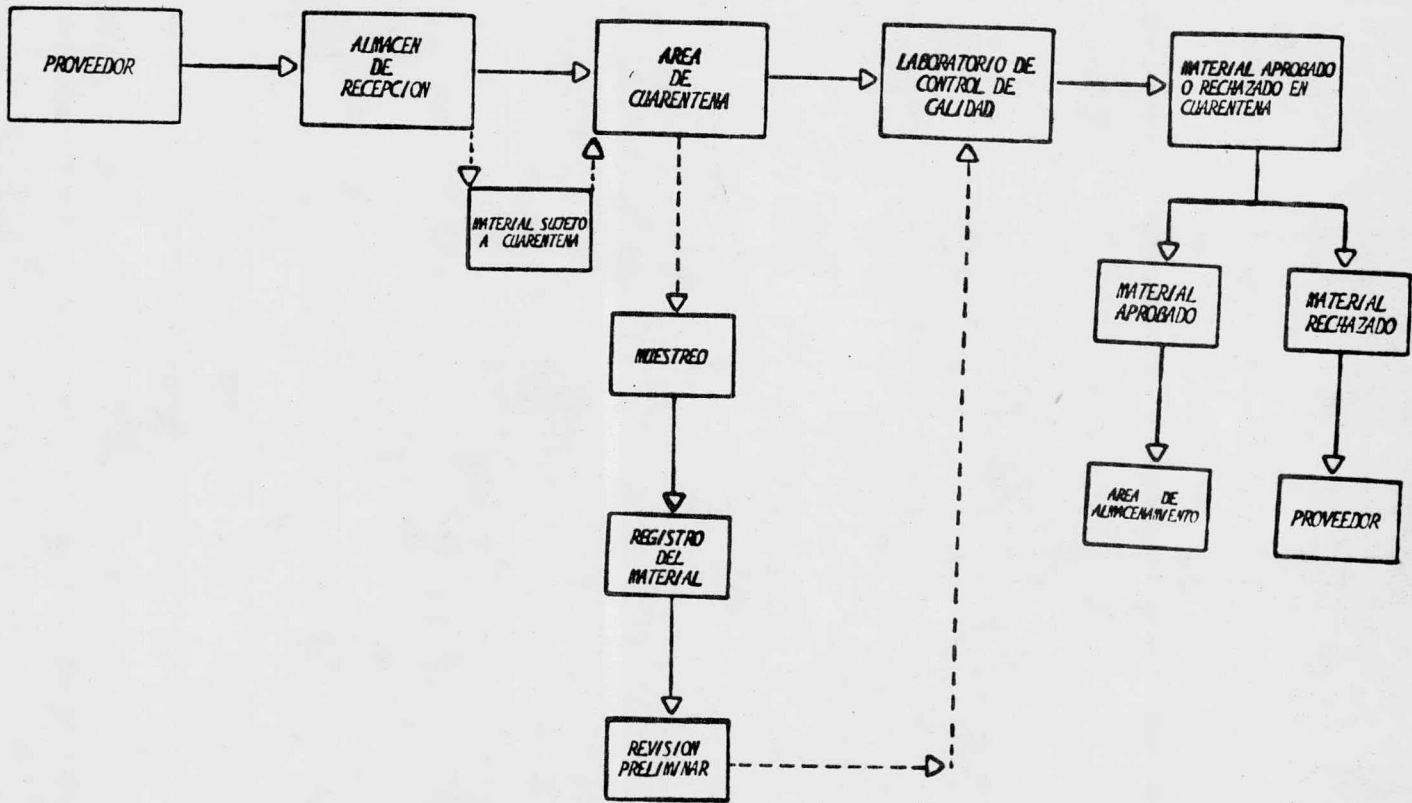 PROVEEDOR
ALMACEN
DE
RECEPCION
AREA
DE
CUARENTENA
LABORATORIO DE
CONTROL DE
CALIDAD
MATERIAL APROBADO
O RECHAZADO EN
CUARENTENA
MATERIAL SUJETO
A CUARENTENA
MUESTREO
REGISTRO
DEL
MATERIAL
REVISION
PRELIMINAR
MATERIAL
APROBADO
MATERIAL
RECHAZADO
AREA DE
ALMACENAMIENTO
PROVEEDOR